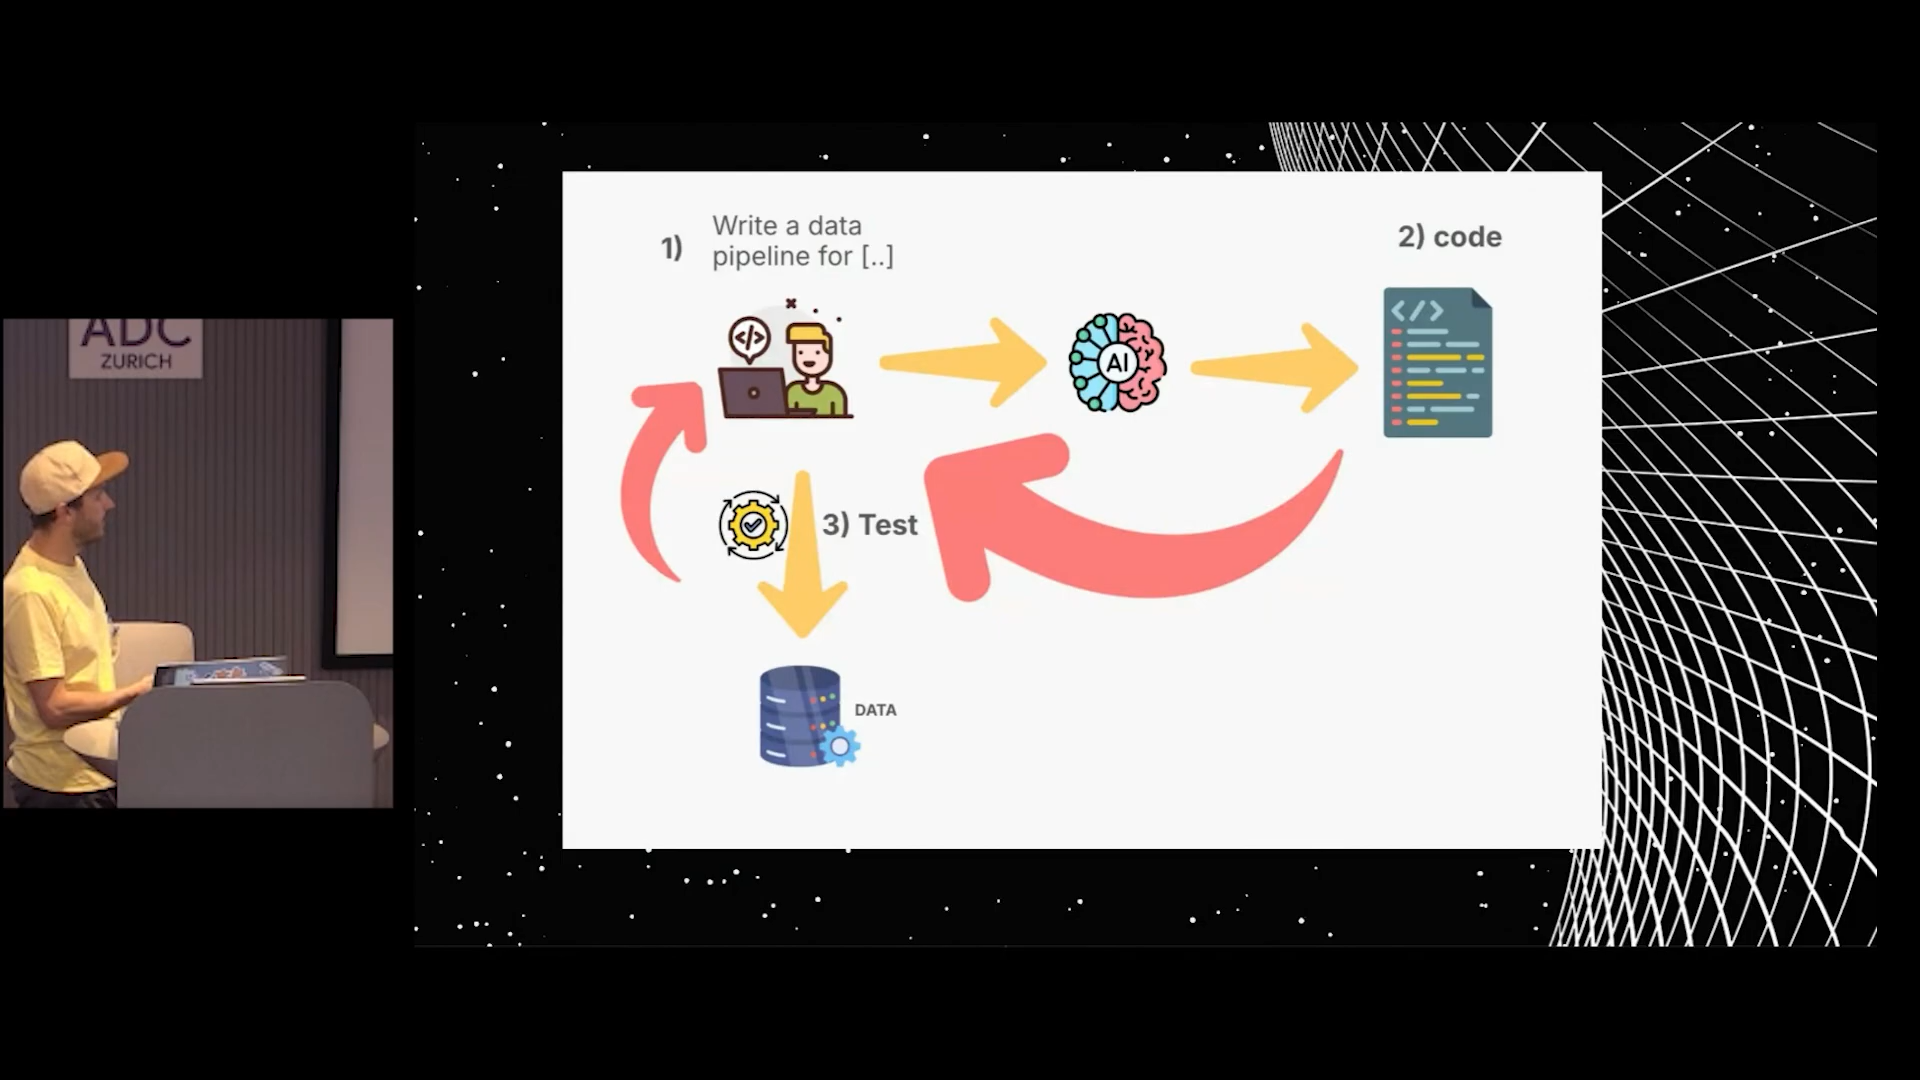 ADC
ZURICH
1)
Write a data
pipeline for [..]
2) code
</>
</>
AI
3) Test
DATA